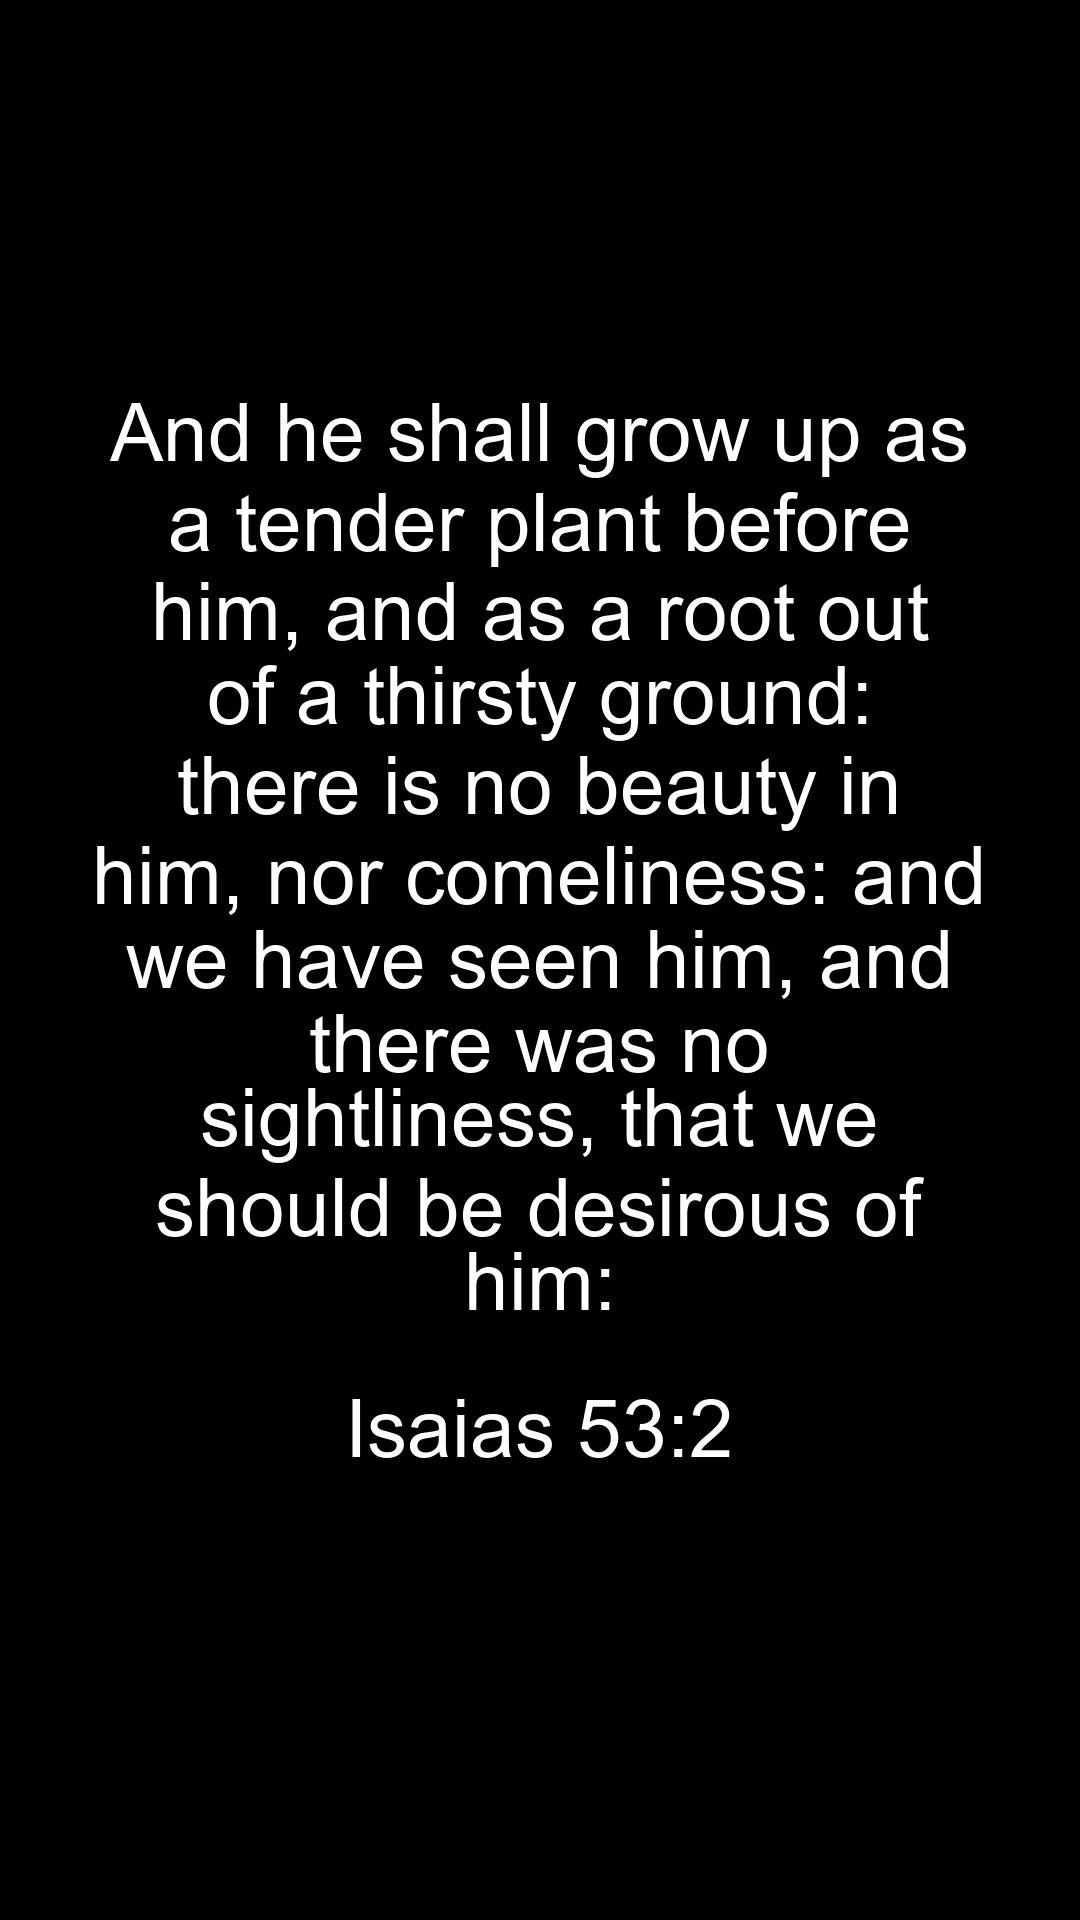 And he shall grow up as
a tender plant before
him, and as a root out
of a thirsty ground:
there is no beauty in
him, nor comeliness: and
we have seen him, and
there was no
sightliness, that we
should be desirous of
him:
Isaias 53:2